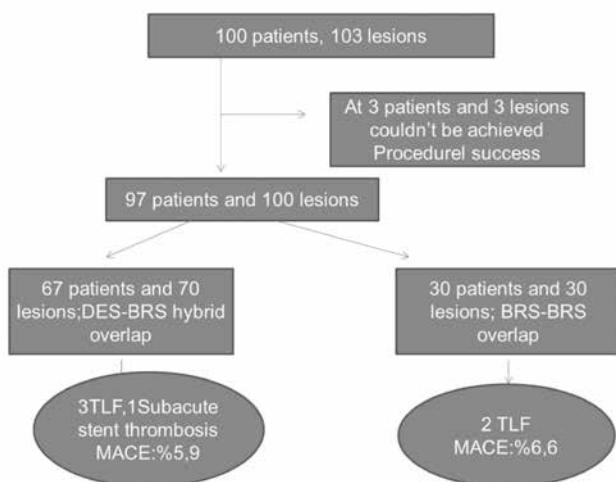 100 patients, 103 lesions
At 3 patients and 3 lesions
couldn't be achieved
Procedurel success
97 patients and 100 lesions
67 patients and 70
lesions;DES-BRS hybrid
overlap
30 patients and 30
lesions; BRS-BRS
overlap
3TLF,1Subacute
stent thrombosis
MACE:%5,9
2 TLF
MACE:%6,6